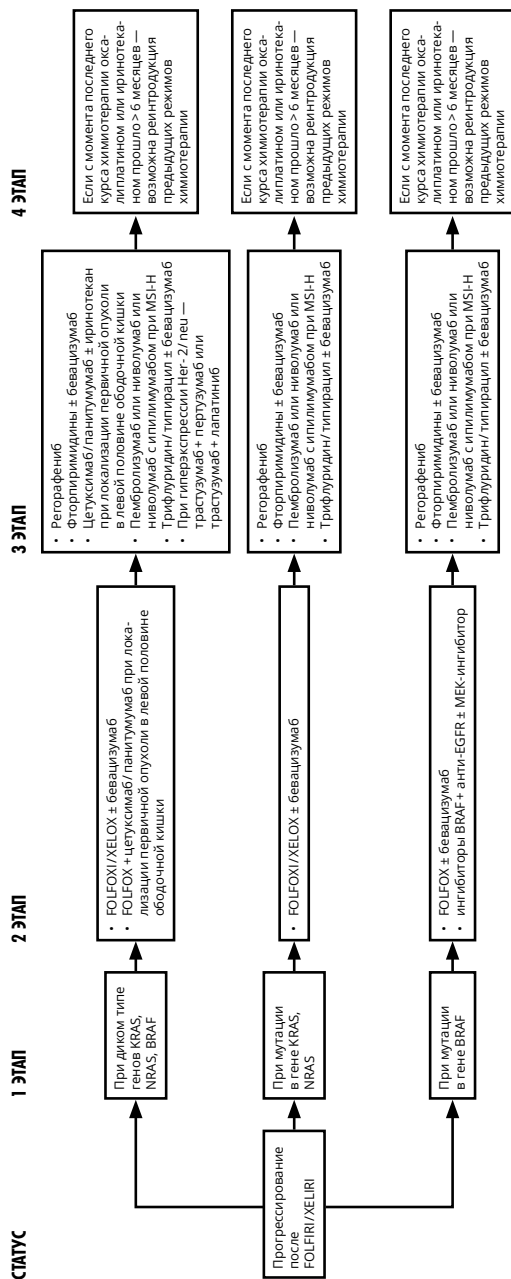 СТАТУС
1 ЭТАП
2 ЭТАП
3 ЭТАП
4 ЭТАП
Прогрессирование
после
FOLFIRI/XELIRI
При диком типе
генов KRAS,
NRAS, BRAF
• FOLFOXI/XELOX ± бевацизумаб
• FOLFOX + цетуксимаб/панитумумаб при лока-
лизации первичной опухоли в левой половине
ободочной кишки
• Регорафениб
• Фторпиримидины ± бевацизумаб
• Цетуксимаб/панитумумаб ± иринотекан
при локализации первичной опухоли
в левой половине ободочной кишки
• Пембролизумаб или ниволумаб или
ниволумаб с ипилимумабом при MSI-H
• Трифлуридин/типирацил ± бевацизумаб
• При гиперэкспрессии Her-2/neu —
трастузумаб + пертузумаб или
трастузумаб + лапатиниб
Если с момента последнего
курса химиотерапии окса-
липлатином или иринотека-
ном прошло > 6 месяцев —
возможна реинтродукция
предыдущих режимов
химиотерапии
При мутации
в гене KRAS,
NRAS
• FOLFOXI/XELOX ± бевацизумаб
• Регорафениб
• Фторпиримидины ± бевацизумаб
• Пембролизумаб или ниволумаб или
ниволумаб с ипилимумабом при MSI-H
• Трифлуридин/типирацил ± бевацизумаб
Если с момента последнего
курса химиотерапии окса-
липлатином или иринотека-
ном прошло > 6 месяцев —
возможна реинтродукция
предыдущих режимов
химиотерапии
При мутации
в гене BRAF
• FOLFOX ± бевацизумаб
• ингибиторы BRAF + анти-EGFR ± MEK-ингибитор
• Регорафениб
• Фторпиримидины ± бевацизумаб
• Пембролизумаб или ниволумаб или
ниволумаб с ипилимумабом при MSI-H
• Трифлуридин/типирацил ± бевацизумаб
Если с момента последнего
курса химиотерапии окса-
липлатином или иринотека-
ном прошло > 6 месяцев —
возможна реинтродукция
предыдущих режимов
химиотерапии